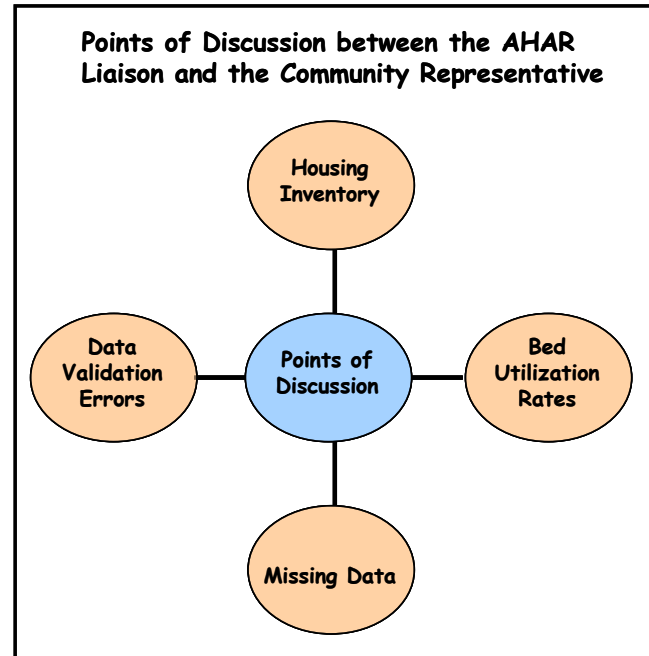 Points of Discussion between the AHAR
Liaison and the Community Representative
Housing
Inventory
Data
Validation
Errors
Points of
Discussion
Bed
Utilization
Rates
Missing Data